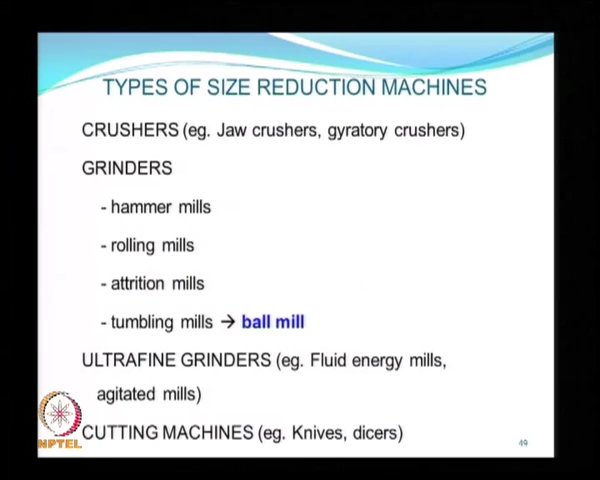 TYPES OF SIZE REDUCTION MACHINES
CRUSHERS (eg. Jaw crushers, gyratory crushers)
GRINDERS
- hammer mills
- rolling mills
- attrition mills
- tumbling mills → ball mill
ULTRAFINE GRINDERS (eg. Fluid energy mills,
agitated mills)
CUTTING MACHINES (eg. Knives, dicers)
NPTEL
49